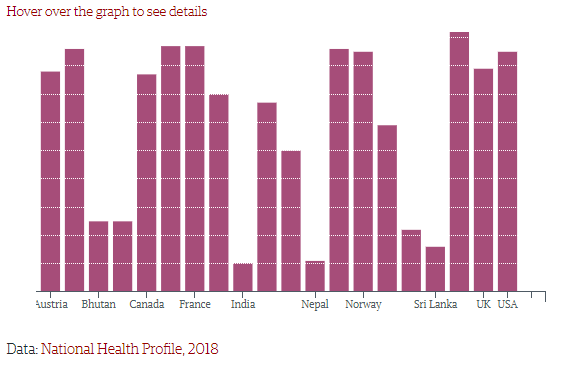 Hover over the graph to see details
Austria Bhutan Canada France India Nepal Norway Sri Lanka UK USA
Data: National Health Profile, 2018